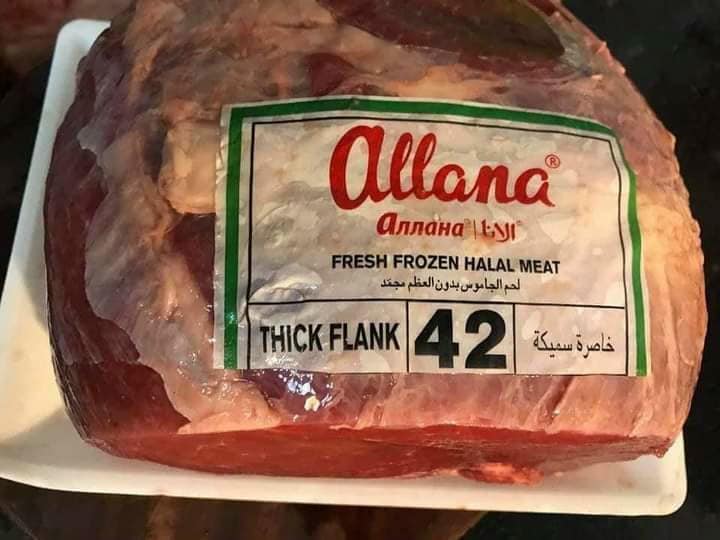 Allana®
аллана® | الانا®
FRESH FROZEN HALAL MEAT
لحم الجاموس بدون العظم مجمد
THICK FLANK 42 خاصرة سميكة